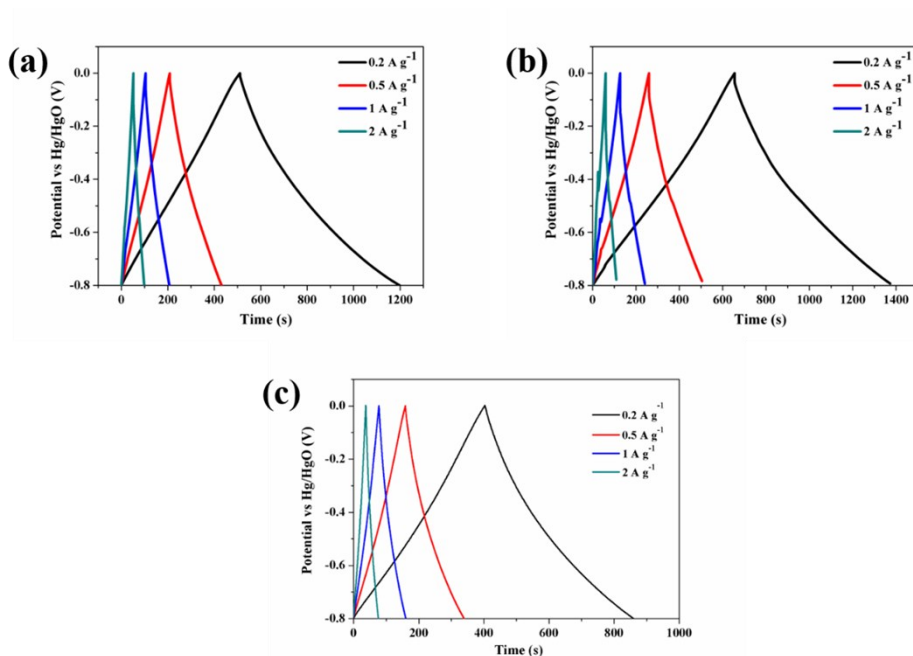 (a)
0.0
-0.2
-0.4
-0.6
-0.8
Potential vs Hg/HgO (V)
0.2 A g⁻¹
0.5 A g⁻¹
1 A g⁻¹
2 A g⁻¹
0 200 400 600 800 1000 1200
Time (s)
(b)
0.0
-0.2
-0.4
-0.6
-0.8
Potential vs Hg/HgO (V)
0.2 A g⁻¹
0.5 A g⁻¹
1 A g⁻¹
2 A g⁻¹
0 200 400 600 800 1000 1200 1400
Time (s)
(c)
0.0
-0.2
-0.4
-0.6
-0.8
Potential vs Hg/HgO (V)
0.2 A g⁻¹
0.5 A g⁻¹
1 A g⁻¹
2 A g⁻¹
0 200 400 600 800 1000
Time (s)